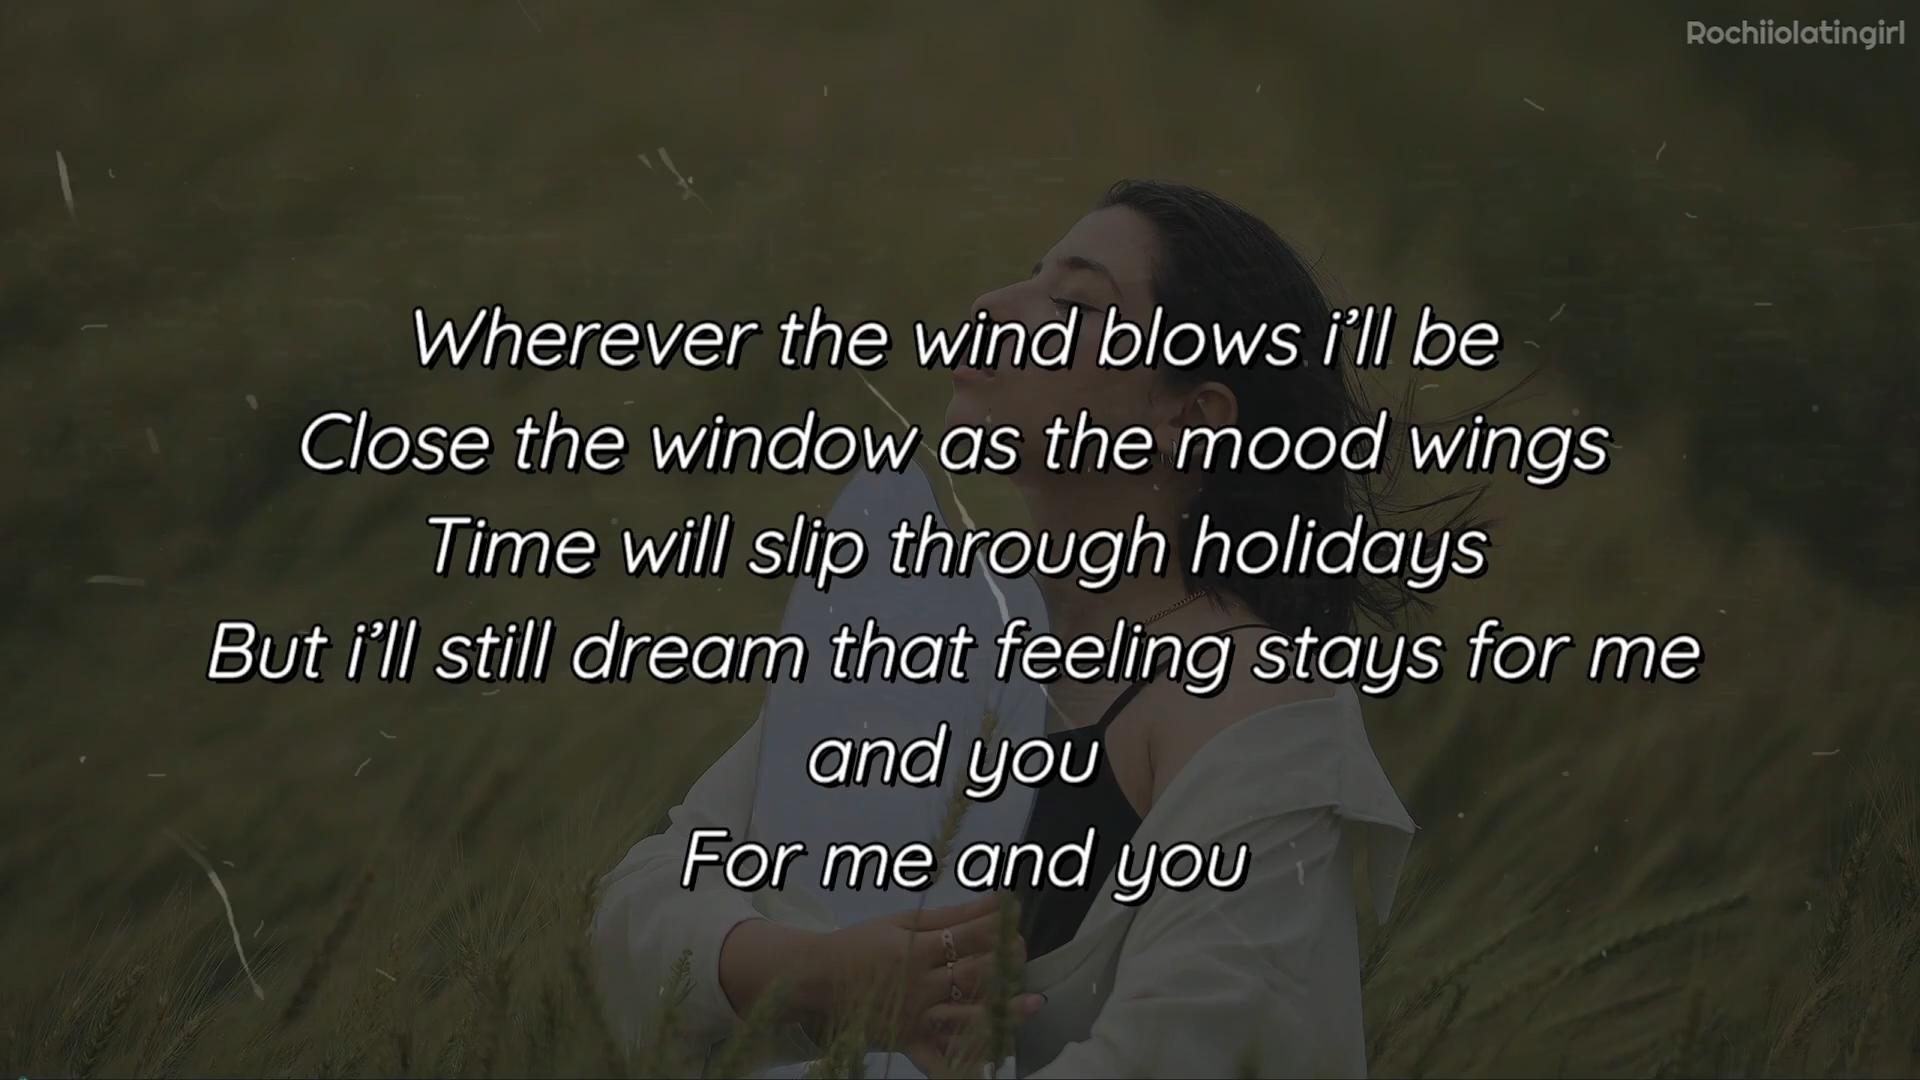 Rochiiolatingirl
Wherever the wind blows i'll be
Close the window as the mood wings
Time will slip through holidays
But i'll still dream that feeling stays for me
and you
For me and you